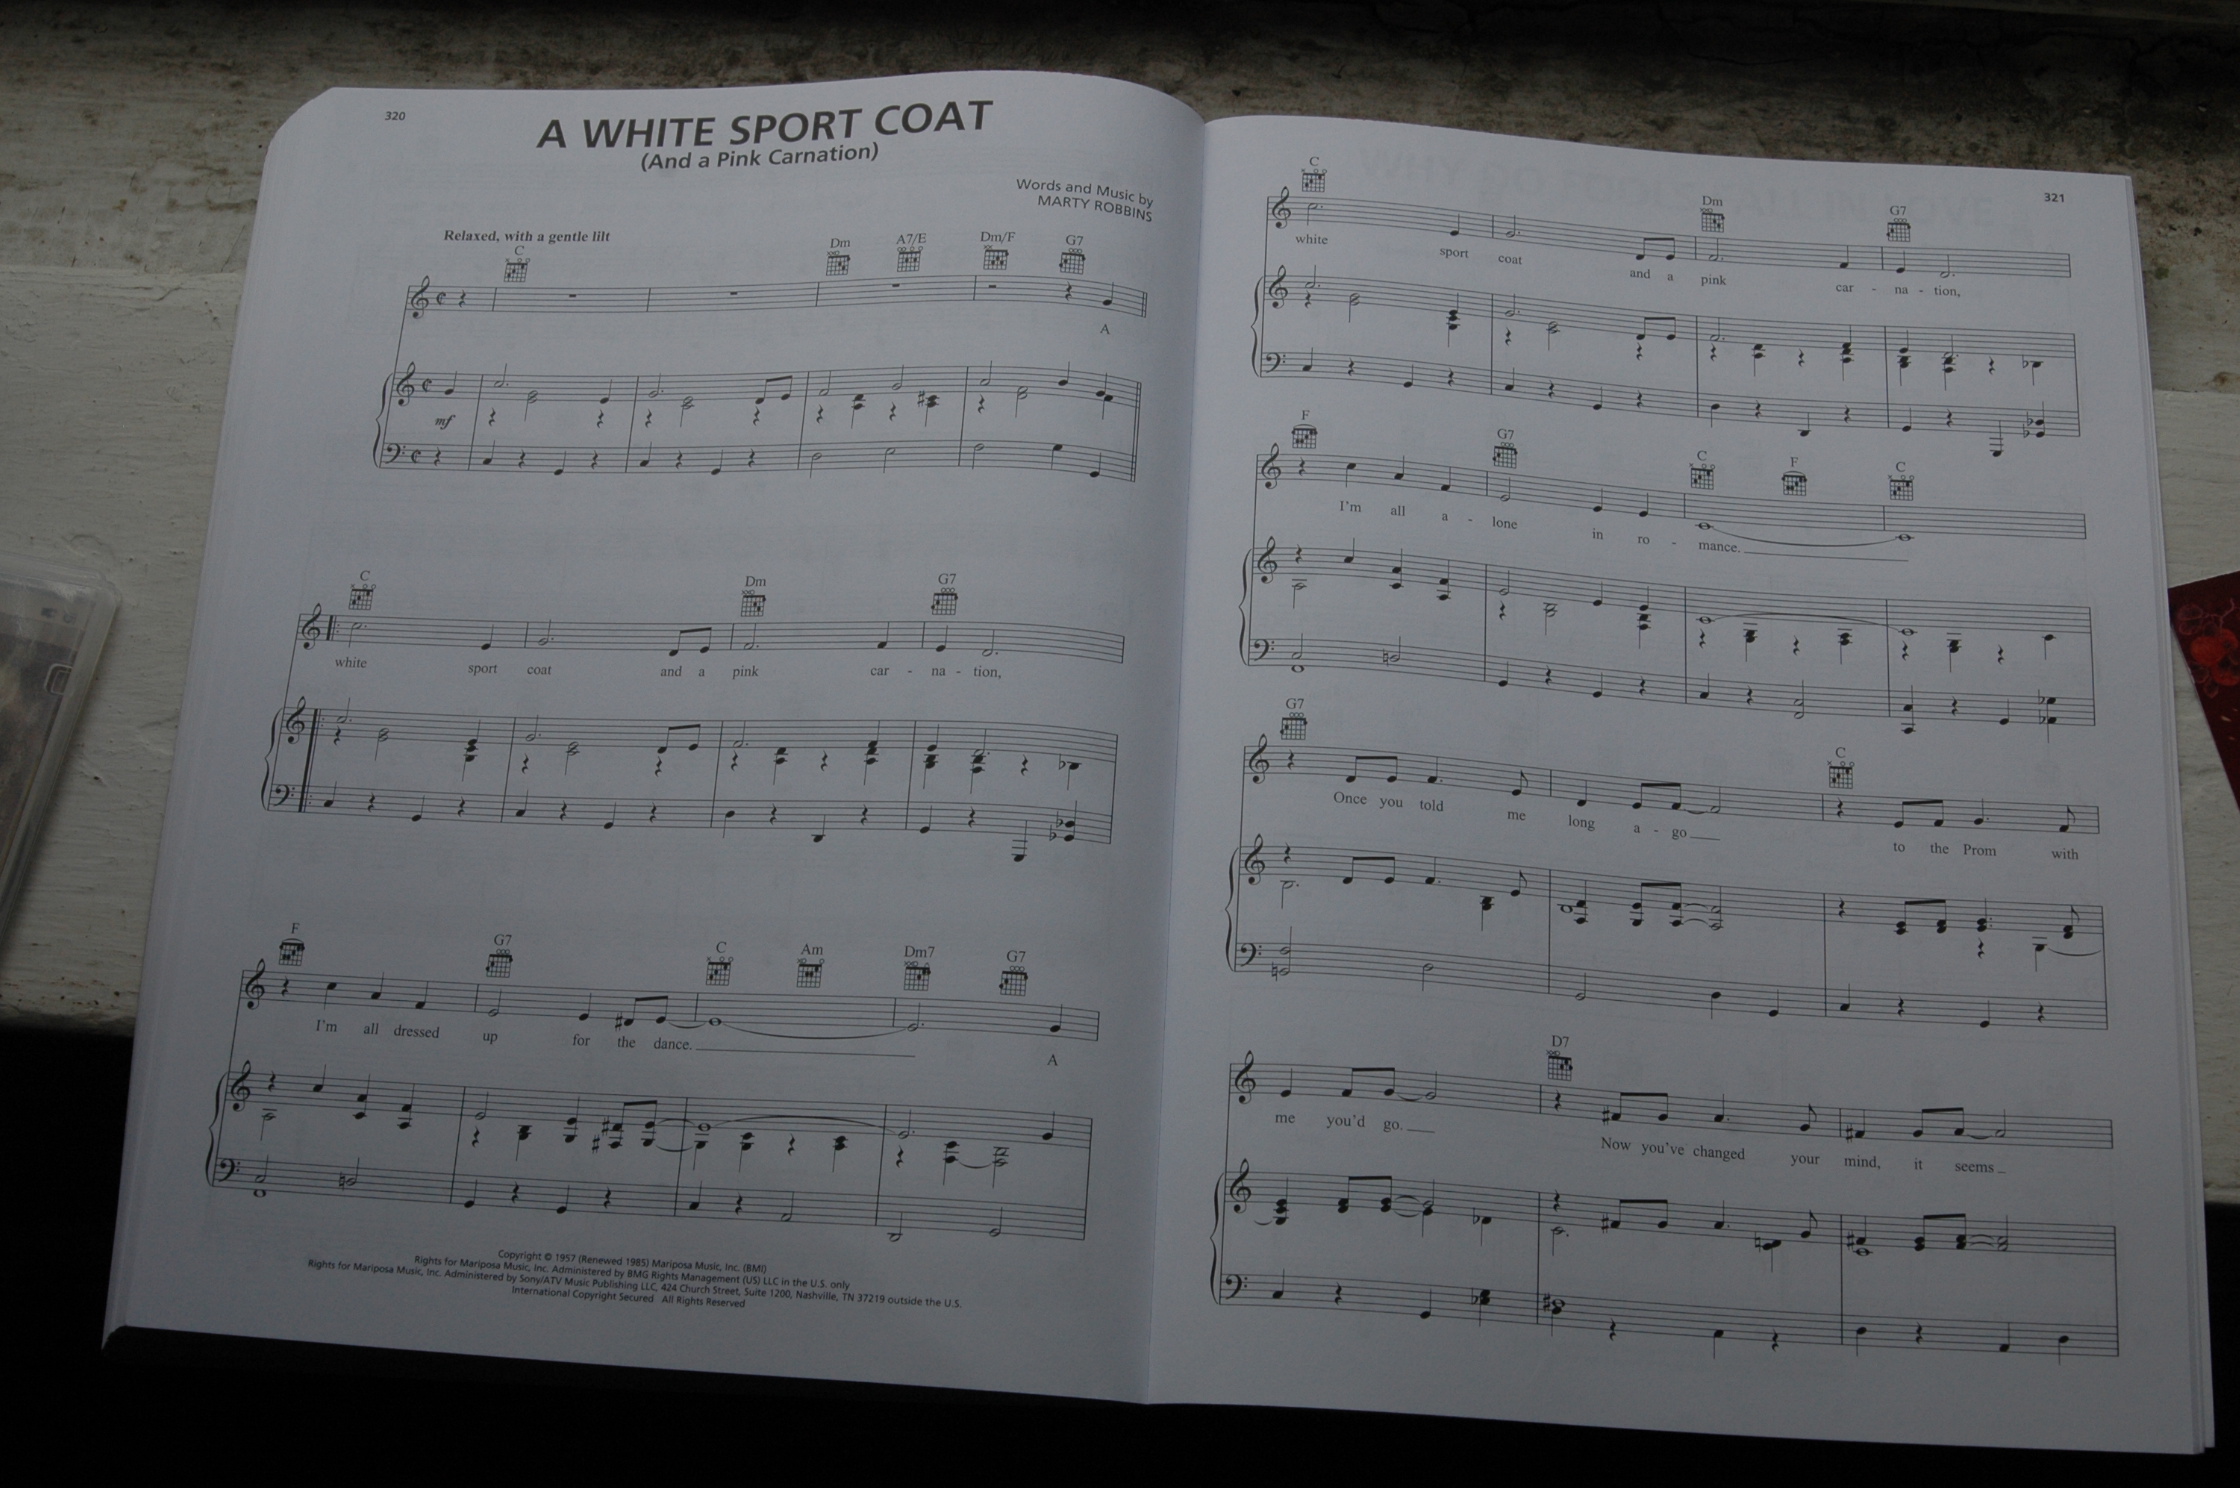 320
A WHITE SPORT COAT
(And a Pink Carnation)
Words and Music by
MARTY ROBBINS
Relaxed, with a gentle lilt
C Dm A7/E Dm/F G7
A
mf
C Dm G7
white sport coat and a pink car - na - tion,
F G7 C Am Dm7 G7
I'm all dressed up for the dance. A
Copyright © 1957 (Renewed 1985) Mariposa Music, Inc. (BMI)
Rights for Mariposa Music, Inc. Administered by BMG Rights Management (US) LLC in the U.S. only
Rights for Mariposa Music, Inc. Administered by Sony/ATV Music Publishing LLC, 424 Church Street, Suite 1200, Nashville, TN 37219 outside the U.S.
International Copyright Secured All Rights Reserved
321
C Dm G7
white sport coat and a pink car - na - tion,
F G7 C F C
I'm all a - lone in ro - mance.
G7 C
Once you told me long a - go to the Prom with
D7
me you'd go. Now you've changed your mind, it seems